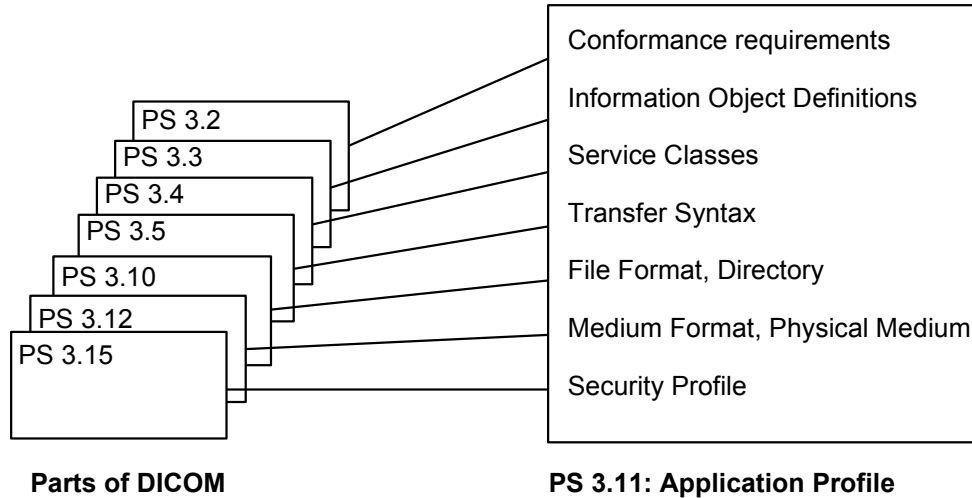 PS 3.2
PS 3.3
PS 3.4
PS 3.5
PS 3.10
PS 3.12
PS 3.15
Conformance requirements
Information Object Definitions
Service Classes
Transfer Syntax
File Format, Directory
Medium Format, Physical Medium
Security Profile
Parts of DICOM
PS 3.11: Application Profile